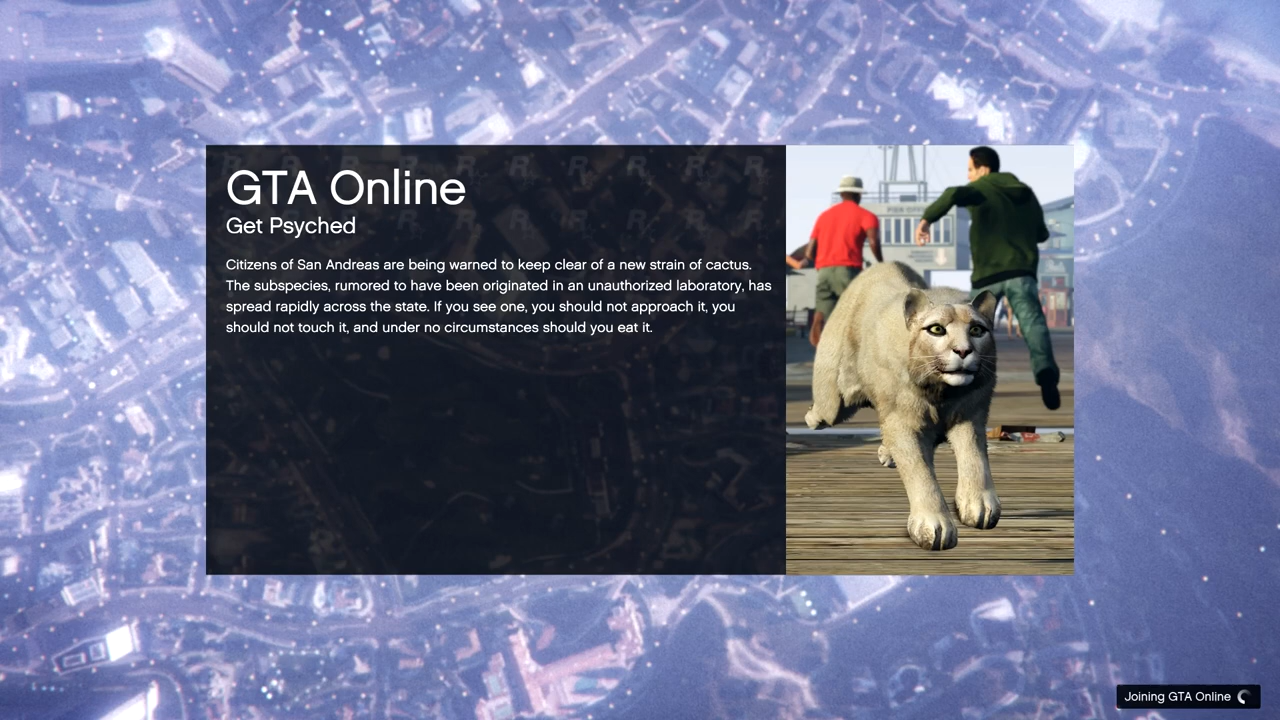 GTA Online
Get Psyched
Citizens of San Andreas are being warned to keep clear of a new strain of cactus.
The subspecies, rumored to have been originated in an unauthorized laboratory, has
spread rapidly across the state. If you see one, you should not approach it, you
should not touch it, and under no circumstances should you eat it.
Joining GTA Online